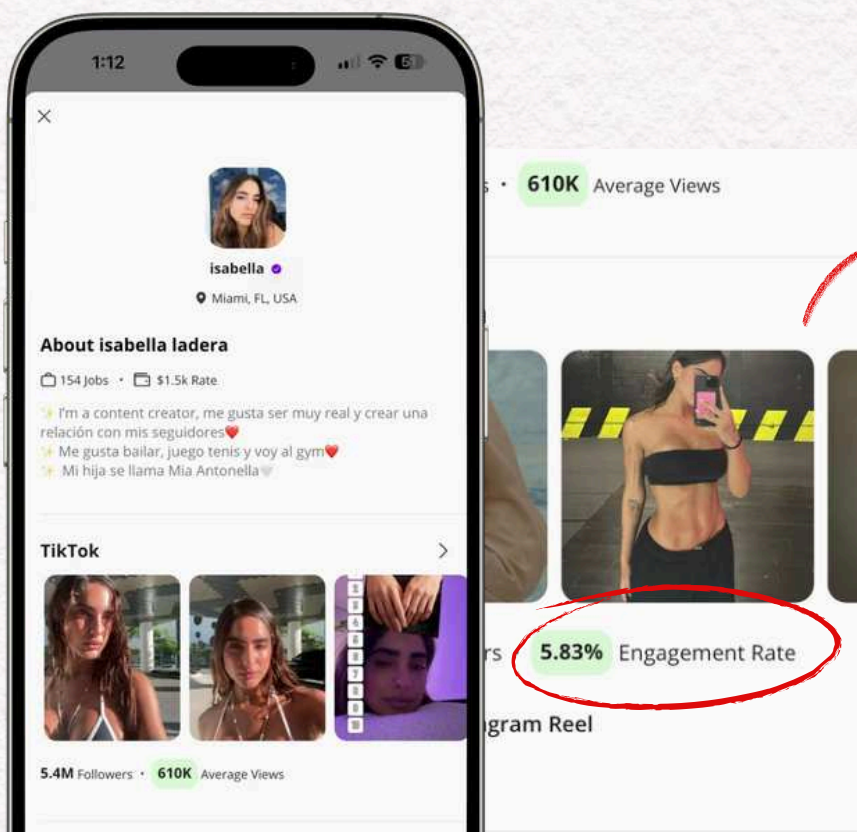 1:12
isabella
Miami, FL, USA
About isabella ladera
154 Jobs • $1.5k Rate
I'm a content creator, me gusta ser muy real y crear una
relación con mis seguidores
Me gusta bailar, juego tenis y voy al gym
Mi hija se llama Mia Antonella
TikTok
5.4M Followers • 610K Average Views
s • 610K Average Views
rs 5.83% Engagement Rate
gram Reel